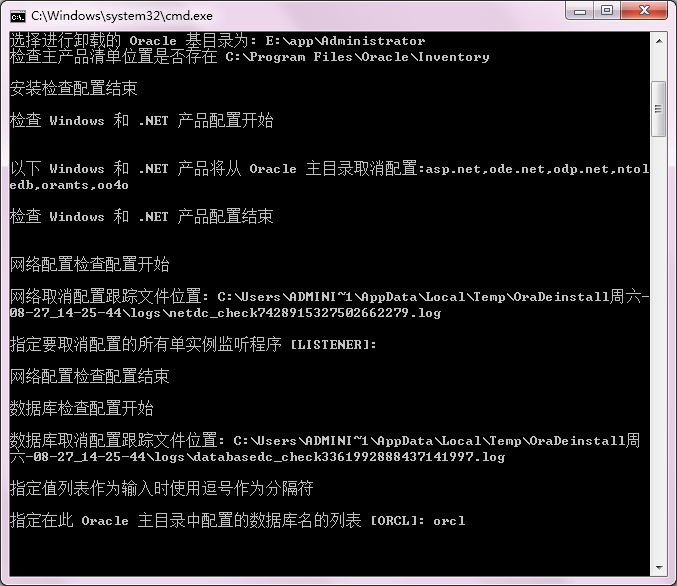 C:\Windows\system32\cmd.exe
选择进行卸载的 Oracle 基目录为: E:\app\Administrator
检查主产品清单位置是否存在 C:\Program Files\Oracle\Inventory
安装检查配置结束
检查 Windows 和 .NET 产品配置开始
以下 Windows 和 .NET 产品将从 Oracle 主目录取消配置:asp.net,ode.net,odp.net,ntol
edb,oramts,oo4o
检查 Windows 和 .NET 产品配置结束
网络配置检查配置开始
网络取消配置跟踪文件位置: C:\Users\ADMINI~1\AppData\Local\Temp\OraDeinstall周六-
08-27_14-25-44\logs\netdc_check7428915327502662279.log
指定要取消配置的所有单实例监听程序 [LISTENER]:
网络配置检查配置结束
数据库检查配置开始
数据库取消配置跟踪文件位置: C:\Users\ADMINI~1\AppData\Local\Temp\OraDeinstall周
六-08-27_14-25-44\logs\databasedc_check3361992888437141997.log
指定值列表作为输入时使用逗号作为分隔符
指定在此 Oracle 主目录中配置的数据库名的列表 [ORCL]: orcl